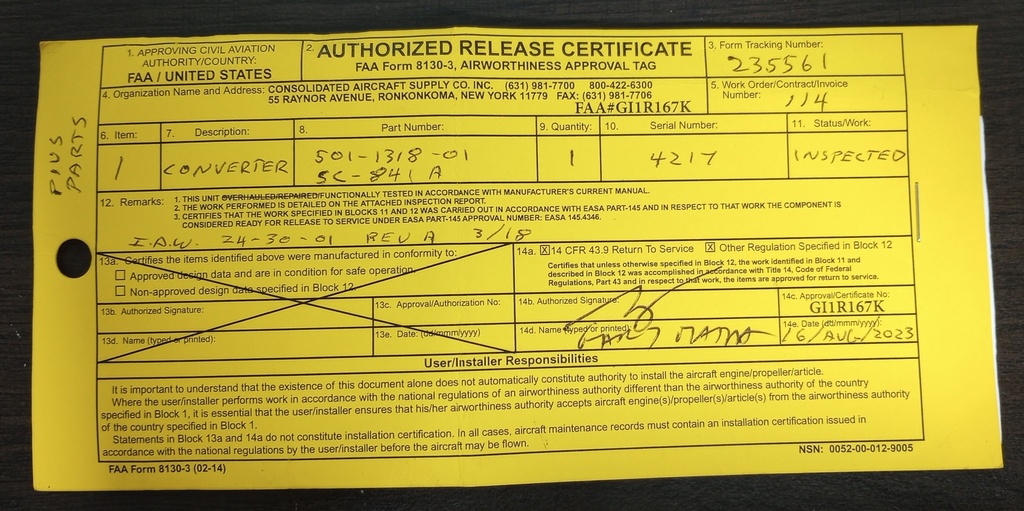 1. APPROVING CIVIL AVIATION
AUTHORITY/COUNTRY:
FAA / UNITED STATES
2. AUTHORIZED RELEASE CERTIFICATE
FAA Form 8130-3, AIRWORTHINESS APPROVAL TAG
3. Form Tracking Number:
235561
4. Organization Name and Address: CONSOLIDATED AIRCRAFT SUPPLY CO. INC. (631) 981-7700 800-422-6300
55 RAYNOR AVENUE, RONKONKOMA, NEW YORK 11779 FAX: (631) 981-7706
FAA#GI1R167K
5. Work Order/Contract/Invoice
Number: 114
6. Item: 7. Description: 8. Part Number: 9. Quantity: 10. Serial Number: 11. Status/Work:
1 CONVERTER 501-1318-01 1 4217 INSPECTED
SC-841 A
PIUS
PARTS
12. Remarks: 1. THIS UNIT OVERHAULED/REPAIRED/FUNCTIONALLY TESTED IN ACCORDANCE WITH MANUFACTURER'S CURRENT MANUAL.
2. THE WORK PERFORMED IS DETAILED ON THE ATTACHED INSPECTION REPORT.
3. CERTIFIES THAT THE WORK SPECIFIED IN BLOCKS 11 AND 12 WAS CARRIED OUT IN ACCORDANCE WITH EASA PART-145 AND IN RESPECT TO THAT WORK THE COMPONENT IS
CONSIDERED READY FOR RELEASE TO SERVICE UNDER EASA PART-145 APPROVAL NUMBER: EASA 145.4346.
I.A.W. 24-30-01 REV A 3/18
13a. Certifies the items identified above were manufactured in conformity to:
Approved design data and are in condition for safe operation.
Non-approved design data specified in Block 12.
13b. Authorized Signature:
13c. Approval/Authorization No:
13d. Name (typed or printed):
13e. Date: (dd/mmm/yyyy)
14a. X 14 CFR 43.9 Return To Service X Other Regulation Specified in Block 12
Certifies that unless otherwise specified in Block 12, the work identified in Block 11 and
described in Block 12 was accomplished in accordance with Title 14, Code of Federal
Regulations, Part 43 and in respect to that work, the items are approved for return to service.
14b. Authorized Signature:
14c. Approval/Certificate No:
GI1R167K
14d. Name (typed or printed):
14e. Date (dd/mmm/yyyy):
16/AUG/2023
User/Installer Responsibilities
It is important to understand that the existence of this document alone does not automatically constitute authority to install the aircraft engine/propeller/article.
Where the user/installer performs work in accordance with the national regulations of an airworthiness authority different than the airworthiness authority of the country
specified in Block 1, it is essential that the user/installer ensures that his/her airworthiness authority accepts aircraft engine(s)/propeller(s)/article(s) from the airworthiness authority
of the country specified in Block 1.
Statements in Block 13a and 14a do not constitute installation certification. In all cases, aircraft maintenance records must contain an installation certification issued in
accordance with the national regulations by the user/installer before the aircraft may be flown.
FAA Form 8130-3 (02-14)
NSN: 0052-00-012-9005